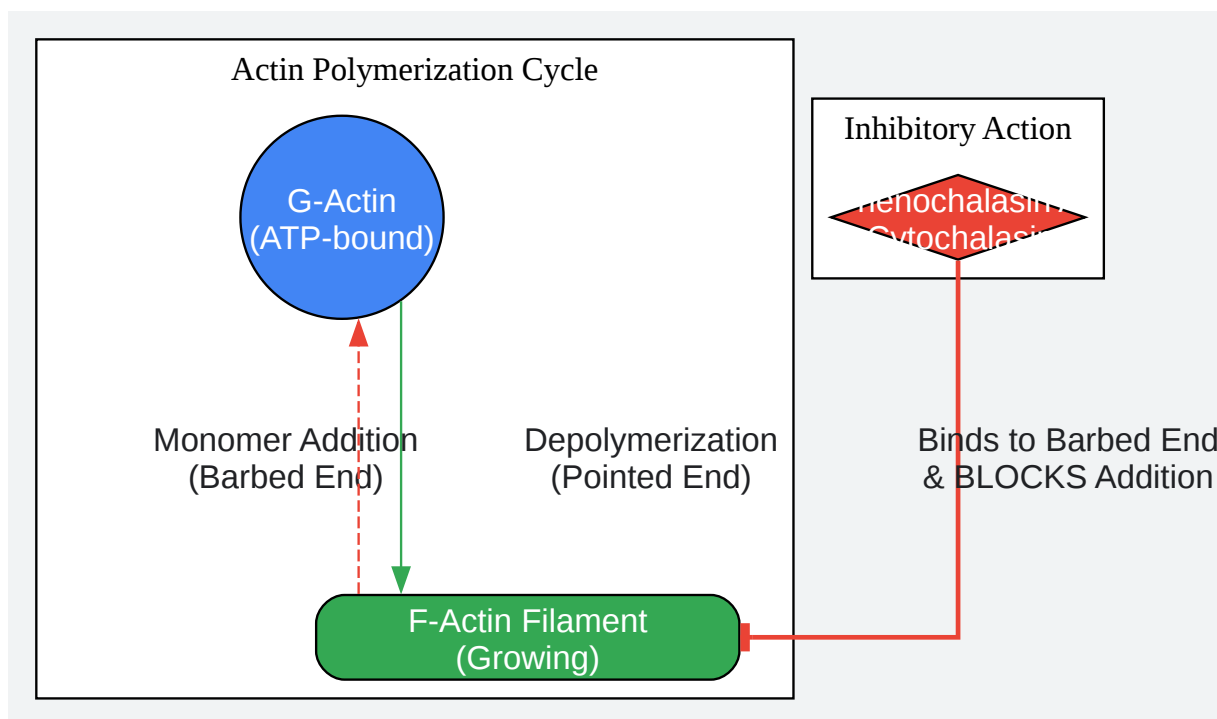 Actin Polymerization Cycle
Inhibitory Action
G-Actin
(ATP-bound)
Monomer Addition
(Barbed End)
Depolymerization
(Pointed End)
Binds to Barbed End
& BLOCKS Addition
F-Actin Filament
(Growing)